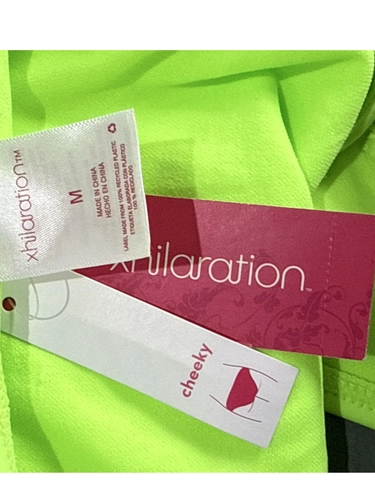 xhilaration™
M
MADE IN CHINA
HECHO EN CHINA
LABEL MADE FROM 100% RECYCLED PLASTIC
ETIQUETA ELABORADA CON PLÁSTICO
100 % RECICLADO
xhilaration™
cheeky